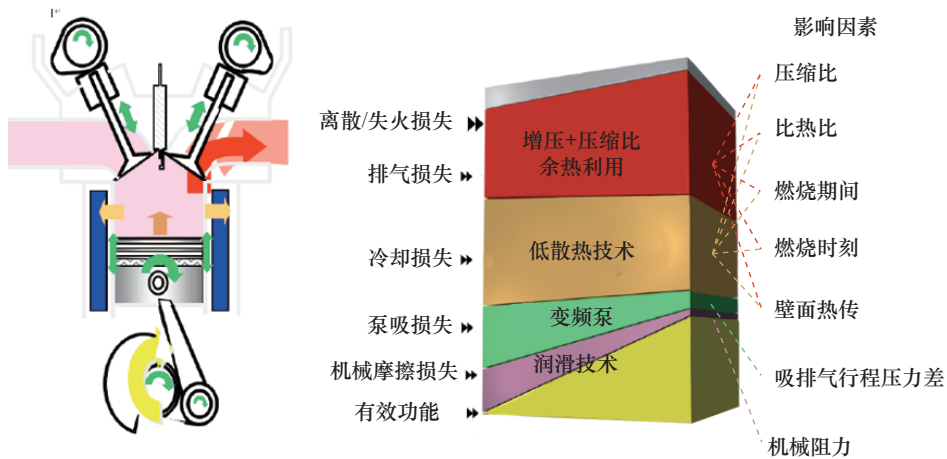 影响因素
离散/失火损失
排气损失
冷却损失
泵吸损失
机械摩擦损失
有效功能
增压+压缩比
余热利用
低散热技术
变频泵
润滑技术
压缩比
比热比
燃烧期间
燃烧时刻
壁面热传
吸排气行程压力差
机械阻力